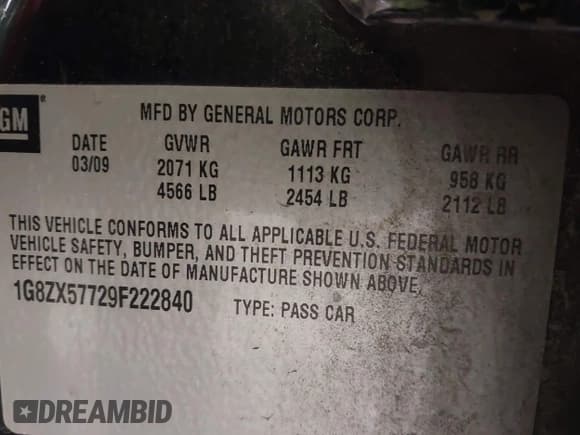 GM ®
MFD BY GENERAL MOTORS CORP.
DATE GVWR GAWR FRT GAWR RR
03/09 2071 KG 1113 KG 958 KG
4566 LB 2454 LB 2112 LB
THIS VEHICLE CONFORMS TO ALL APPLICABLE U.S. FEDERAL MOTOR
VEHICLE SAFETY, BUMPER, AND THEFT PREVENTION STANDARDS IN
EFFECT ON THE DATE OF MANUFACTURE SHOWN ABOVE.
1G8ZX57729F222840 TYPE: PASS CAR
DREAMBID